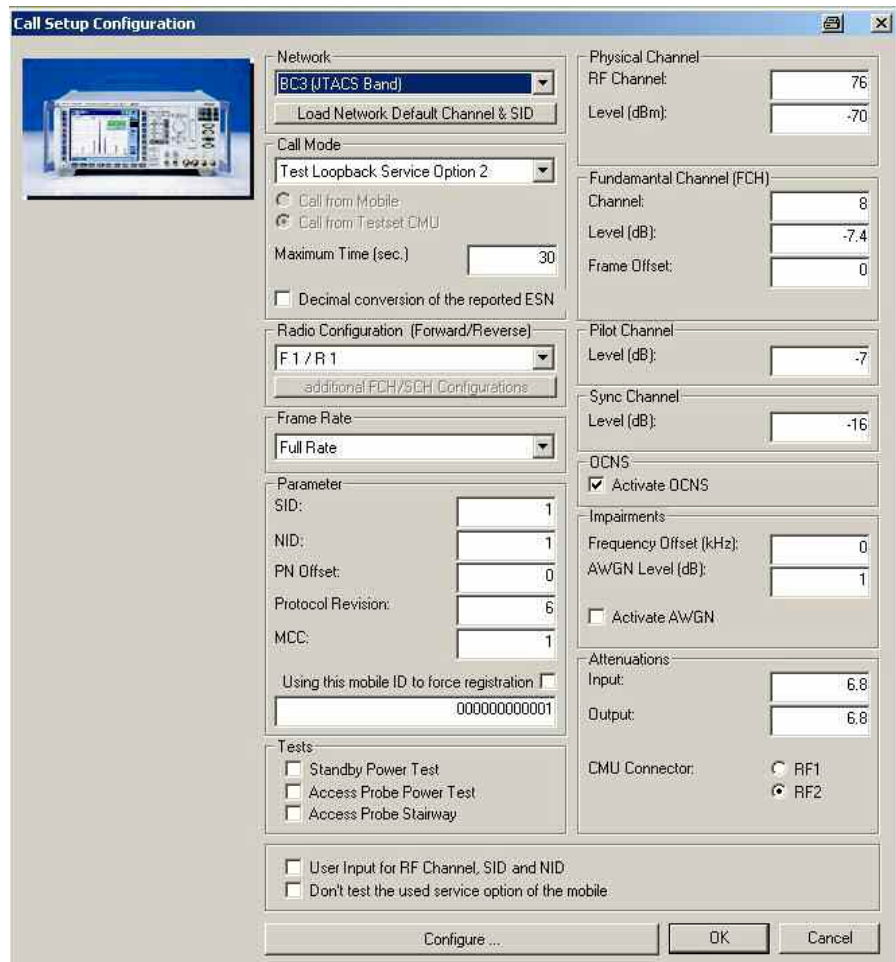 Call Setup Configuration
Network
BC3 (JTACS Band)
Load Network Default Channel & SID
Call Mode
Test Loopback Service Option 2
Call from Mobile
Call from Testset CMU
Maximum Time (sec.) 30
Decimal conversion of the reported ESN
Radio Configuration (Forward/Reverse)
F 1 / R 1
additional FCH/SCH Configurations
Frame Rate
Full Rate
Parameter
SID: 1
NID: 1
PN Offset: 0
Protocol Revision: 6
MCC: 1
Using this mobile ID to force registration
000000000001
Tests
Standby Power Test
Access Probe Power Test
Access Probe Stairway
Physical Channel
RF Channel: 76
Level (dBm): -70
Fundamantal Channel (FCH)
Channel: 8
Level (dB): -7.4
Frame Offset: 0
Pilot Channel
Level (dB): -7
Sync Channel
Level (dB): -16
OCNS
Activate OCNS
Impairments
Frequency Offset (kHz): 0
AWGN Level (dB): 1
Activate AWGN
Attenuations
Input: 6.8
Output: 6.8
CMU Connector: RF1
RF2
User Input for RF Channel, SID and NID
Don't test the used service option of the mobile
Configure ...
OK
Cancel